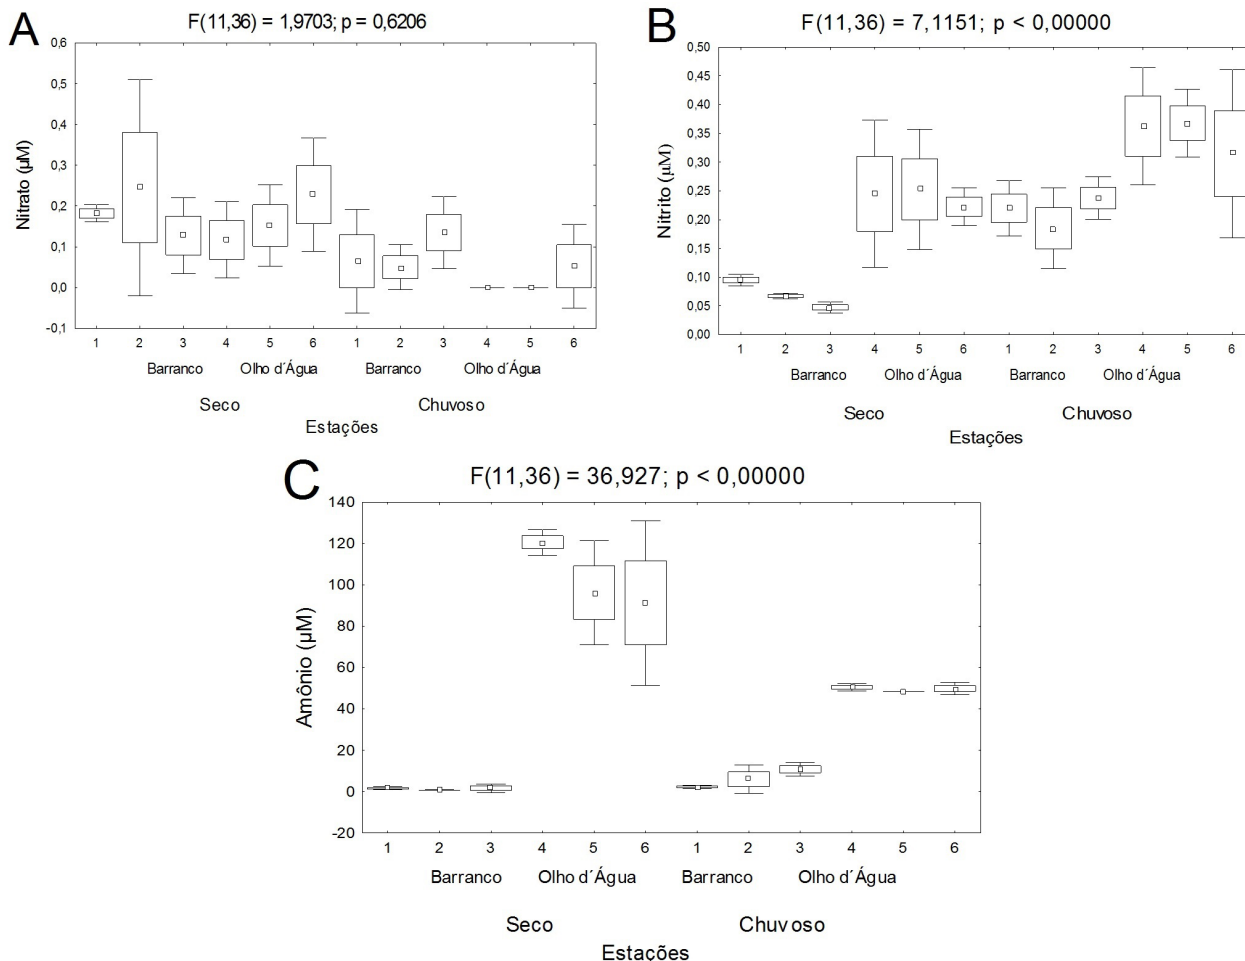 A
F(11,36) = 1,9703; p = 0,6206
Nitrato (µM)
0,6
0,5
0,4
0,3
0,2
0,1
0,0
-0,1
1 2 3 4 5 6 1 2 3 4 5 6
Barranco Olho d´Água Barranco Olho d´Água
Seco Chuvoso
Estações
B
F(11,36) = 7,1151; p < 0,00000
Nitrito (µM)
0,50
0,45
0,40
0,35
0,30
0,25
0,20
0,15
0,10
0,05
0,00
1 2 3 4 5 6 1 2 3 4 5 6
Barranco Olho d´Água Barranco Olho d´Água
Seco Chuvoso
Estações
C
F(11,36) = 36,927; p < 0,00000
Amônio (µM)
140
120
100
80
60
40
20
0
-20
1 2 3 4 5 6 1 2 3 4 5 6
Barranco Olho d´Água Barranco Olho d´Água
Seco Chuvoso
Estações